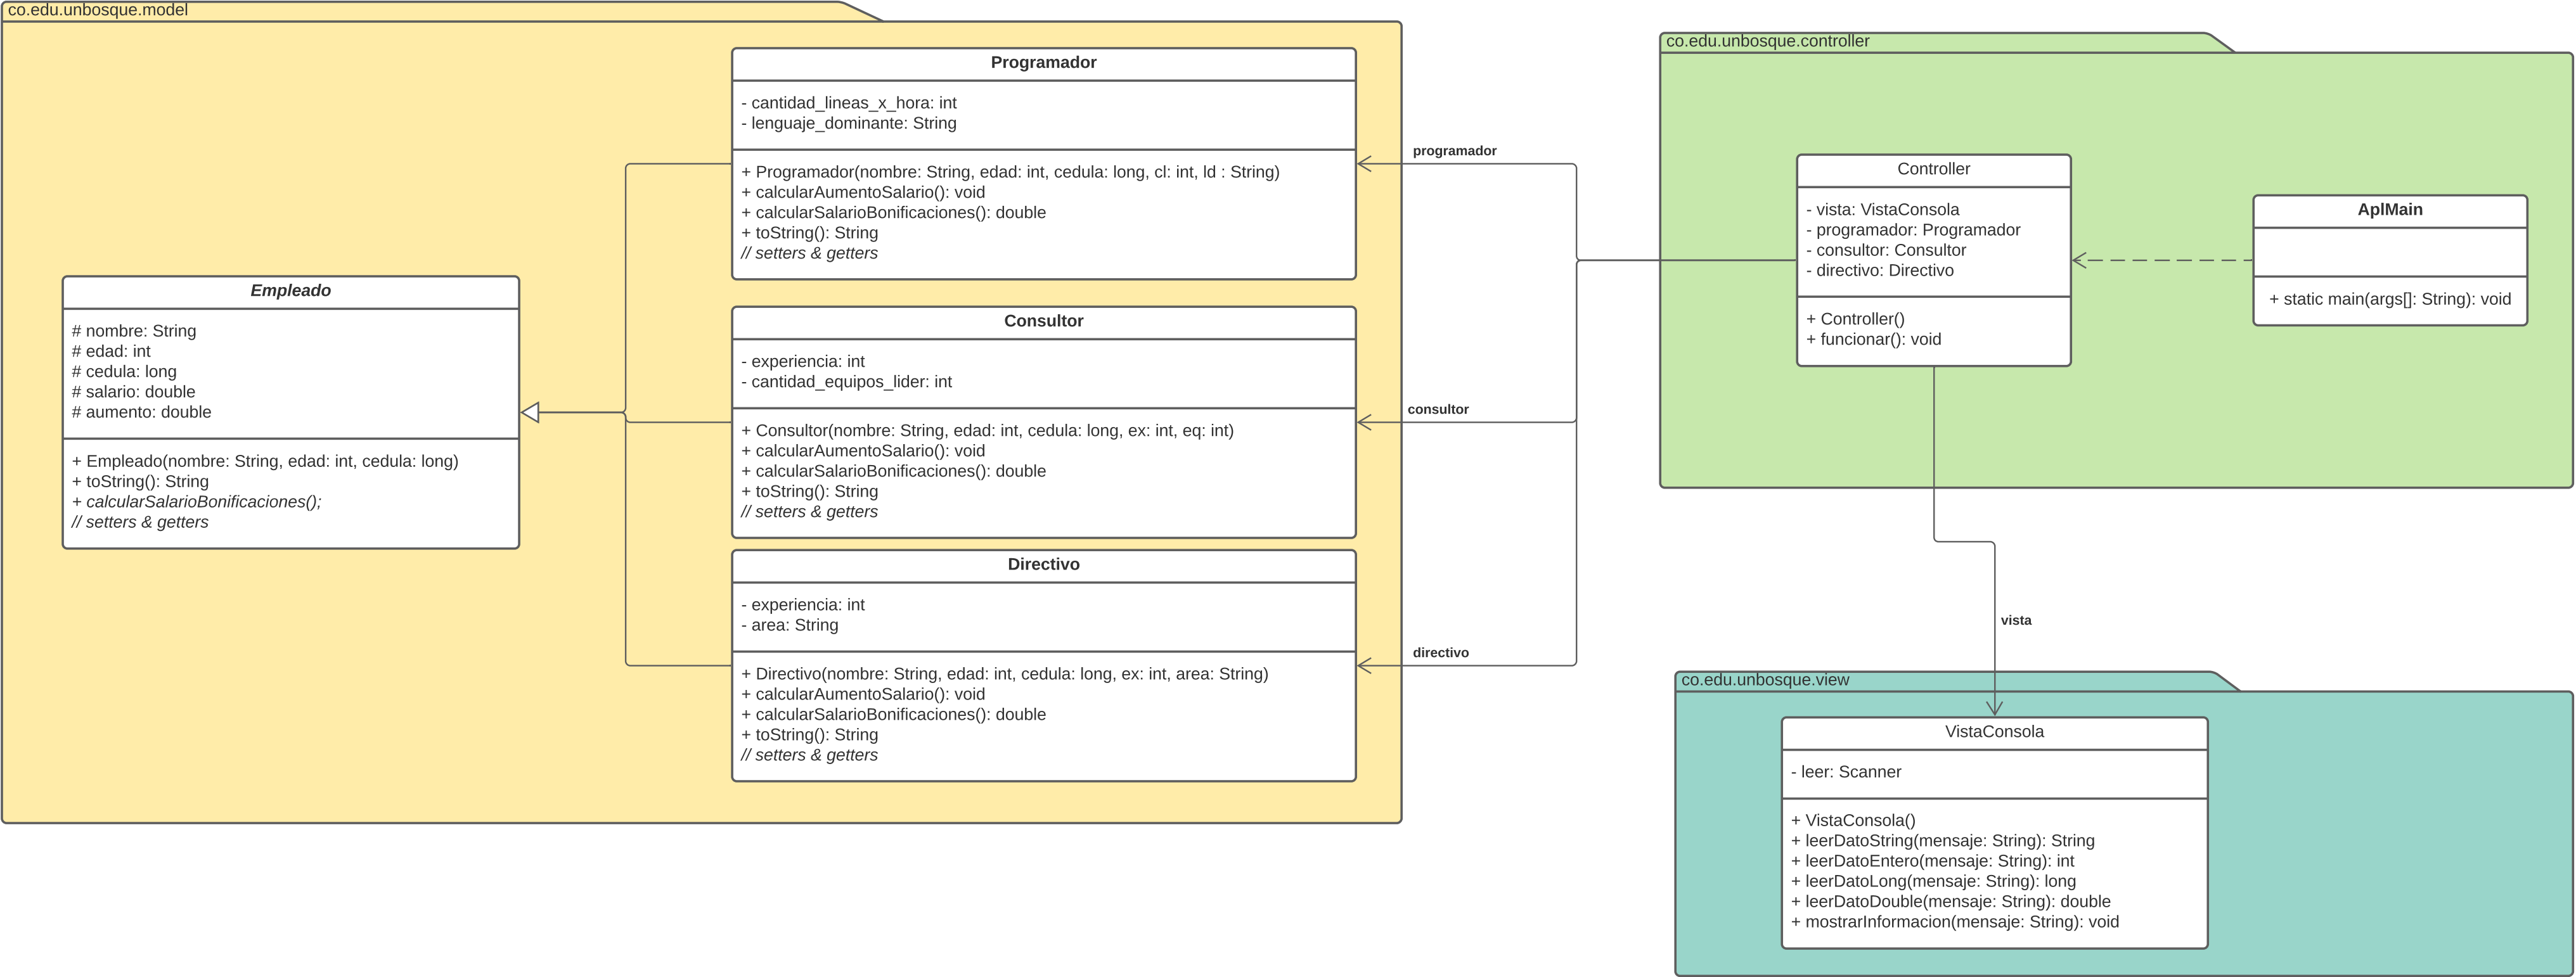 co.edu.unbosque.model
Programador
- cantidad_lineas_x_hora: int
- lenguaje_dominante: String
+ Programador(nombre: String, edad: int, cedula: long, cl: int, ld : String)
+ calcularAumentoSalario(): void
+ calcularSalarioBonificaciones(): double
+ toString(): String
// setters & getters
Empleado
# nombre: String
# edad: int
# cedula: long
# salario: double
# aumento: double
+ Empleado(nombre: String, edad: int, cedula: long)
+ toString(): String
+ calcularSalarioBonificaciones();
// setters & getters
Consultor
- experiencia: int
- cantidad_equipos_lider: int
+ Consultor(nombre: String, edad: int, cedula: long, ex: int, eq: int)
+ calcularAumentoSalario(): void
+ calcularSalarioBonificaciones(): double
+ toString(): String
// setters & getters
Directivo
- experiencia: int
- area: String
+ Directivo(nombre: String, edad: int, cedula: long, ex: int, area: String)
+ calcularAumentoSalario(): void
+ calcularSalarioBonificaciones(): double
+ toString(): String
// setters & getters
programador
consultor
directivo
co.edu.unbosque.controller
Controller
- vista: VistaConsola
- programador: Programador
- consultor: Consultor
- directivo: Directivo
+ Controller()
+ funcionar(): void
AplMain
+ static main(args[]: String): void
vista
co.edu.unbosque.view
VistaConsola
- leer: Scanner
+ VistaConsola()
+ leerDatoString(mensaje: String): String
+ leerDatoEntero(mensaje: String): int
+ leerDatoLong(mensaje: String): long
+ leerDatoDouble(mensaje: String): double
+ mostrarInformacion(mensaje: String): void